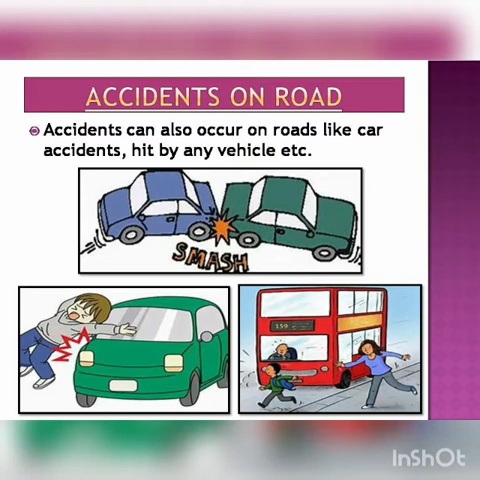 ACCIDENTS ON ROAD
Accidents can also occur on roads like car
accidents, hit by any vehicle etc.
SMASH
159
InShOt